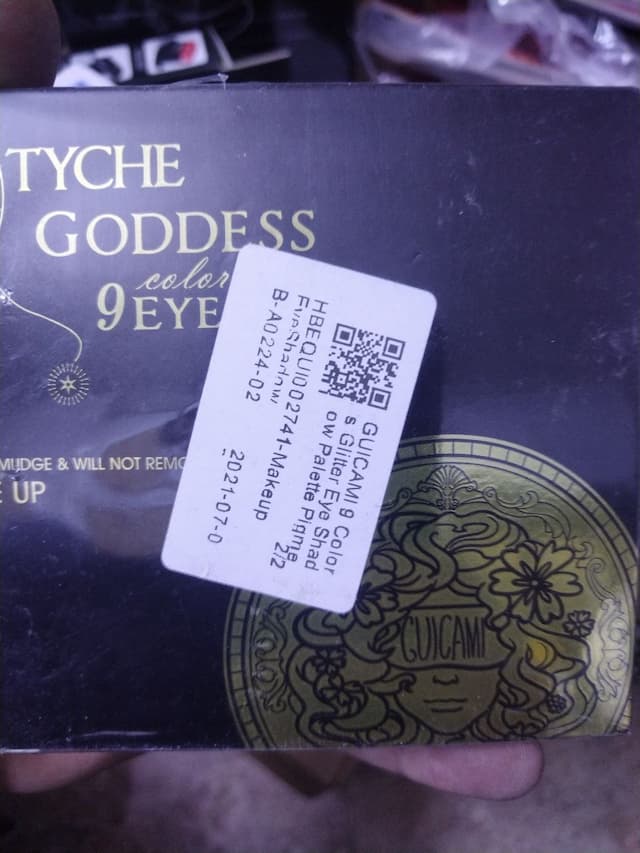 TYCHE
GODDESS
color
9 EYE
MUDGE & WILL NOT REMO
E UP
GUICAMI 9 Color
s Glitter Eye Shad
ow Palette Pigme
2/2
HBEQUI002741-Makeup
EyeShadow
B-A0224-02
2021-07-0
GUICAMI